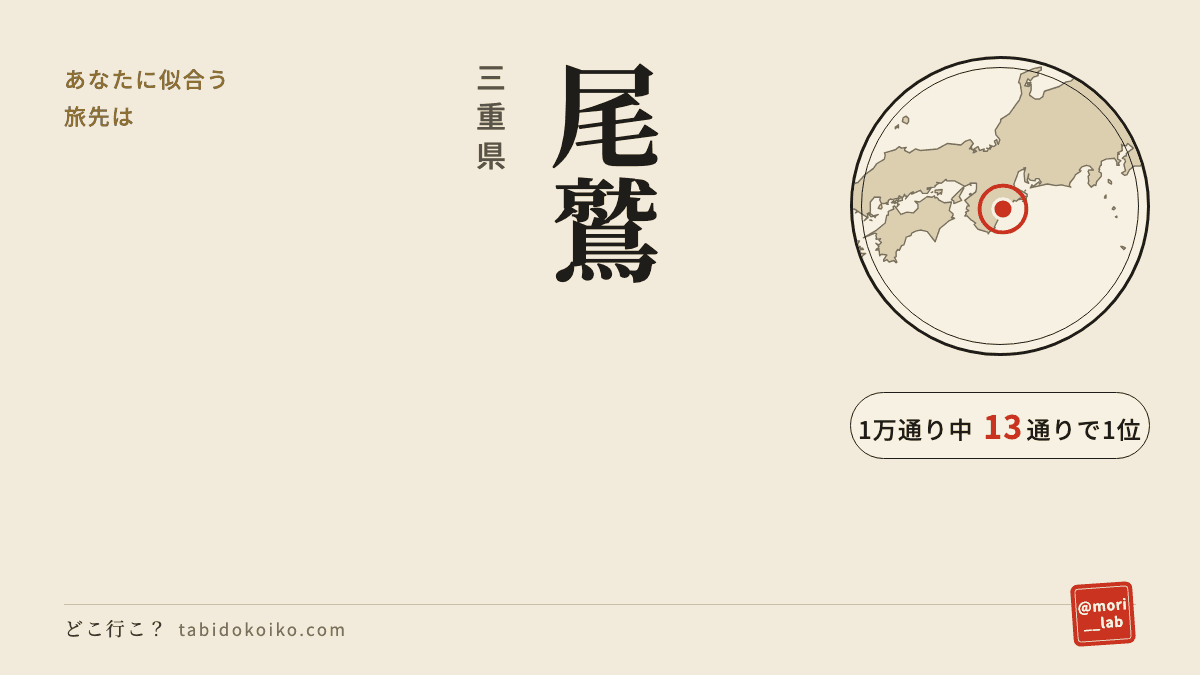 あなたに似合う
旅先は
尾鷲
三重県
1万通り中 13通りで1位
どこ行こ？ tabidokoiko.com
@mori
__lab